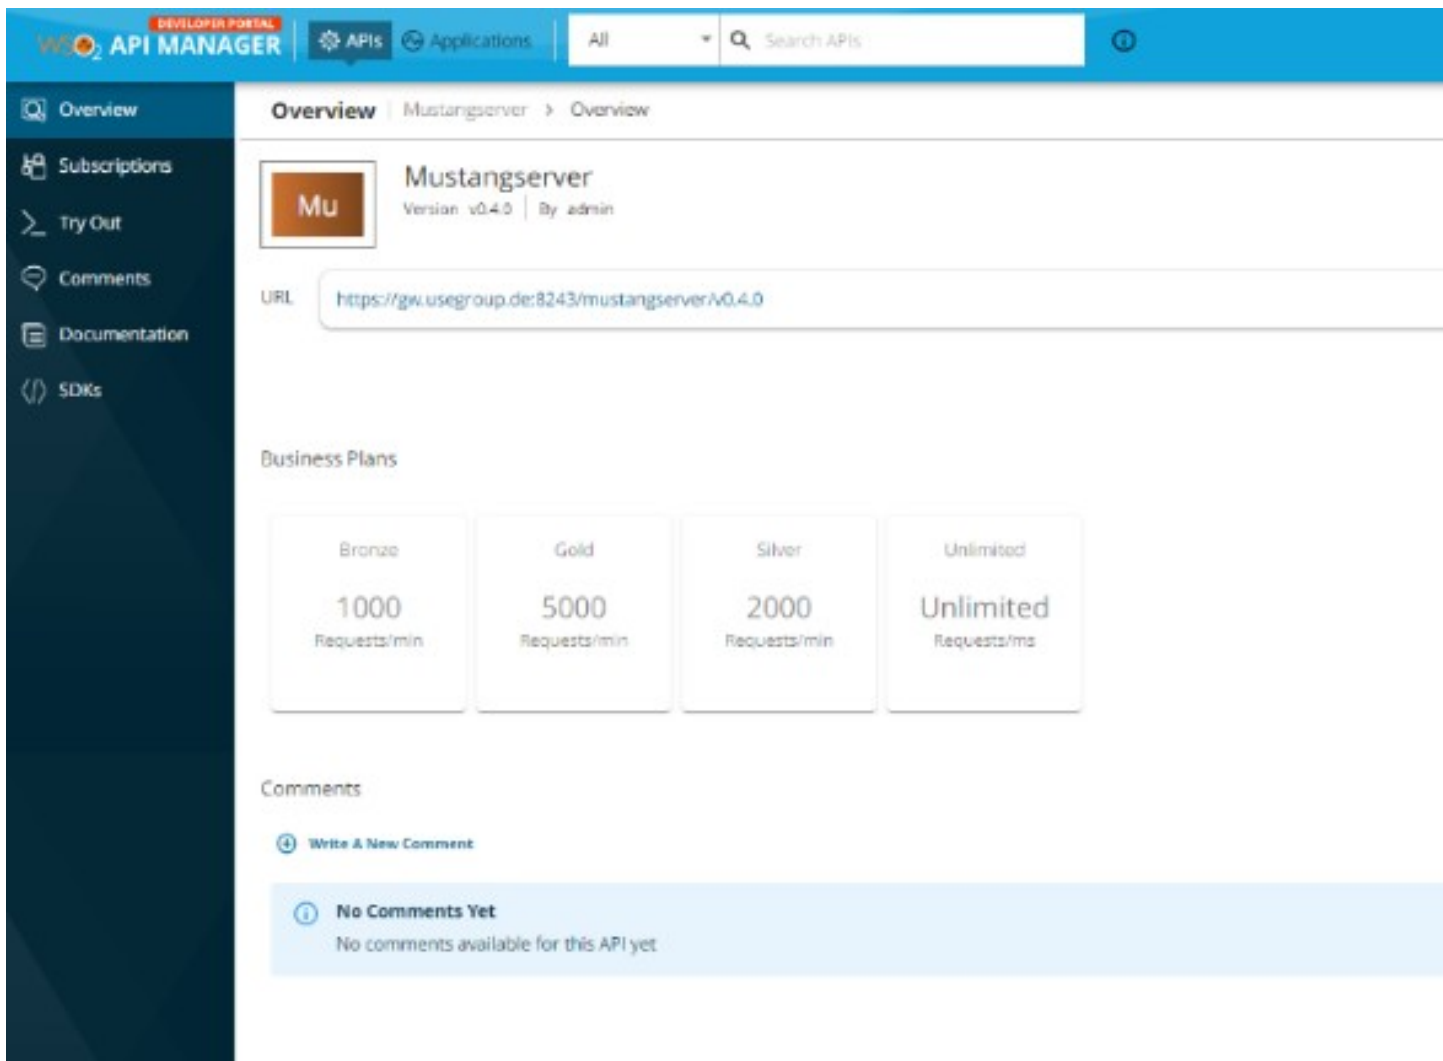 DEVELOPER PORTAL
WSO2 API MANAGER
APIs
Applications
All
Search APIs
Overview
Subscriptions
Try Out
Comments
Documentation
SDKs
Overview
Mustangserver > Overview
Mu
Mustangserver
Version v0.4.0 | By admin
URL
https://gw.usegroup.de:8243/mustangserver/v0.4.0
Business Plans
Bronze
1000
Requests/min
Gold
5000
Requests/min
Silver
2000
Requests/min
Unlimited
Unlimited
Requests/ms
Comments
Write A New Comment
No Comments Yet
No comments available for this API yet